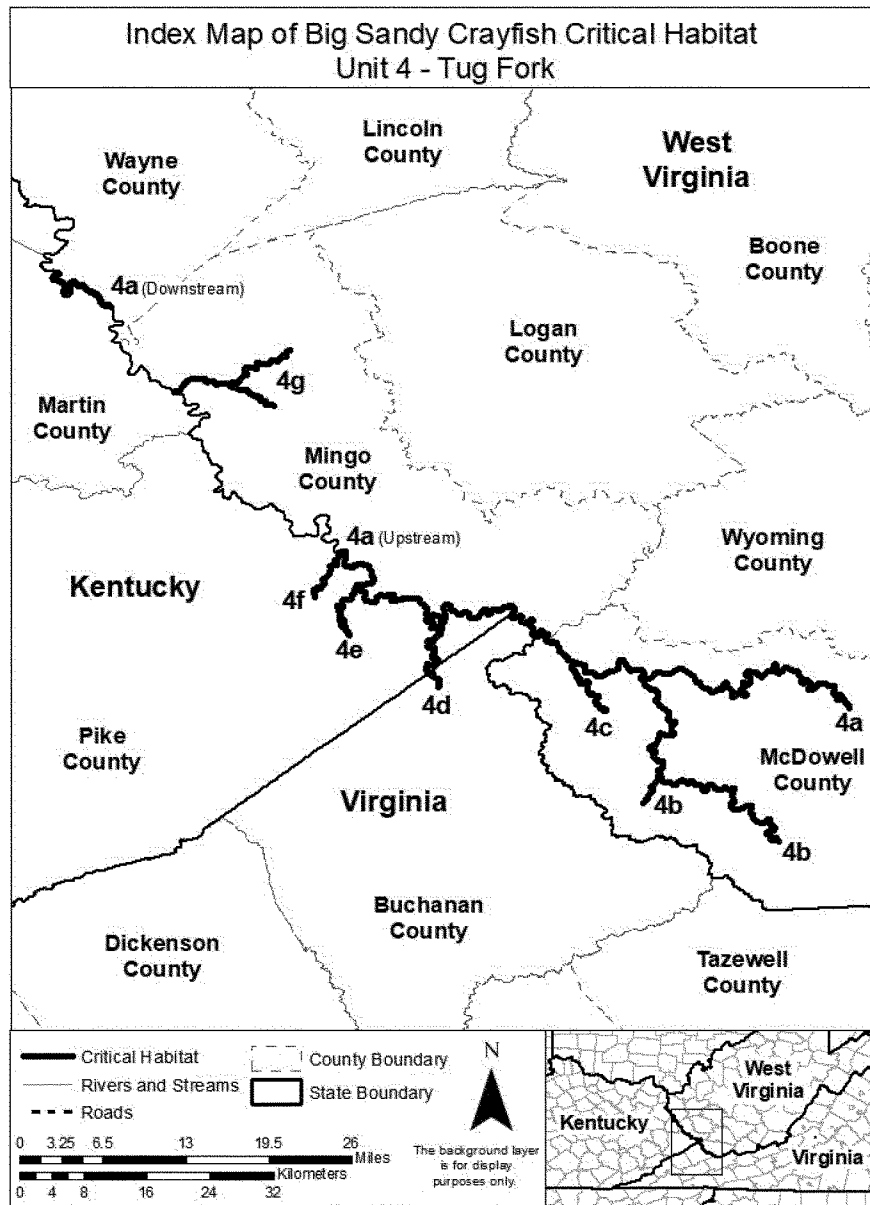 Index Map of Big Sandy Crayfish Critical Habitat
Unit 4 - Tug Fork
Lincoln
County
West
Virginia
Wayne
County
Boone
County
4a (Downstream)
Logan
County
4g
Martin
County
Mingo
County
4a (Upstream)
Wyoming
County
Kentucky
4f
4e
4d
4c
4a
Pike
County
McDowell
County
Virginia
4b
4b
Buchanan
County
Dickenson
County
Tazewell
County
Critical Habitat
Rivers and Streams
Roads
County Boundary
State Boundary
0 3.25 6.5 13 19.5 26
Miles
Kilometers
0 4 8 16 24 32
N
The background layer
is for display
purposes only.
West
Virginia
Kentucky
Virginia